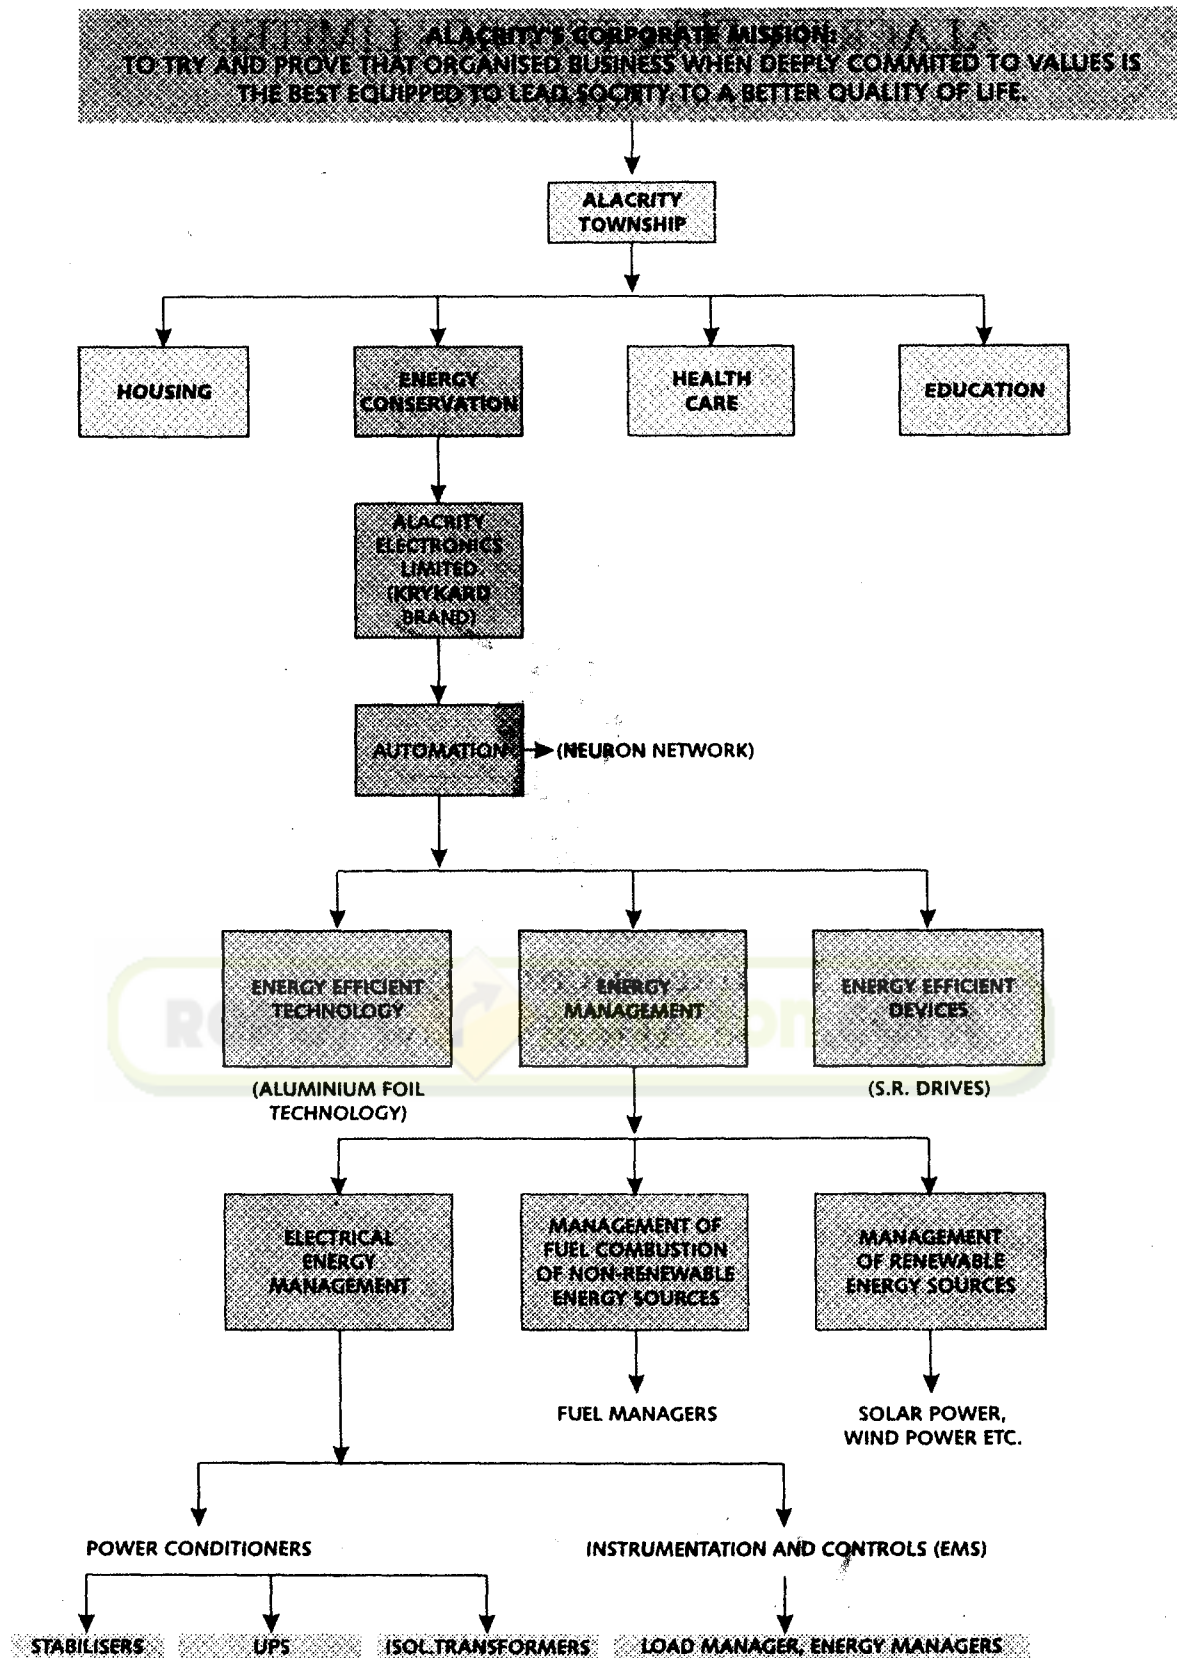 ALACRITY'S CORPORATE MISSION:
TO TRY AND PROVE THAT ORGANISED BUSINESS WHEN DEEPLY COMMITED TO VALUES IS
THE BEST EQUIPPED TO LEAD SOCIETY TO A BETTER QUALITY OF LIFE.
ALACRITY
TOWNSHIP
HOUSING
ENERGY
CONSERVATION
HEALTH
CARE
EDUCATION
ALACRITY
ELECTRONICS
LIMITED
(KRYKARD
BRAND)
AUTOMATION
(NEURON NETWORK)
ENERGY EFFICIENT
TECHNOLOGY
ENERGY
MANAGEMENT
ENERGY EFFICIENT
DEVICES
(ALUMINIUM FOIL
TECHNOLOGY)
(S.R. DRIVES)
ELECTRICAL
ENERGY
MANAGEMENT
MANAGEMENT OF
FUEL COMBUSTION
OF NON-RENEWABLE
ENERGY SOURCES
MANAGEMENT
OF RENEWABLE
ENERGY SOURCES
FUEL MANAGERS
SOLAR POWER,
WIND POWER ETC.
POWER CONDITIONERS
INSTRUMENTATION AND CONTROLS (EMS)
STABILISERS
UPS
ISOL.TRANSFORMERS
LOAD MANAGER, ENERGY MANAGERS